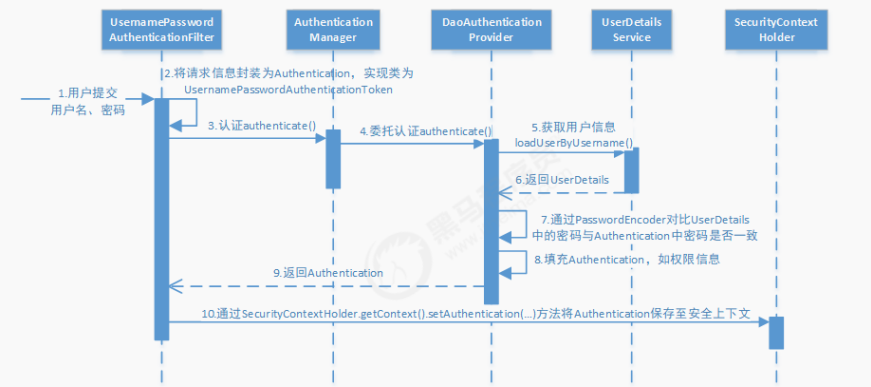 UsernamePassword
AuthenticationFilter
Authentication
Manager
DaoAuthentication
Provider
UserDetails
Service
SecurityContext
Holder
1.用户提交
用户名、密码
2.将请求信息封装为Authentication，实现类为
UsernamePasswordAuthenticationToken
3.认证authenticate()
4.委托认证authenticate()
5.获取用户信息
loadUserByUsername()
6.返回UserDetails
7.通过PasswordEncoder对比UserDetails
中的密码与Authentication中密码是否一致
8.填充Authentication，如权限信息
9.返回Authentication
10.通过SecurityContextHolder.getContext().setAuthentication(...)方法将Authentication保存至安全上下文
黑马程序员